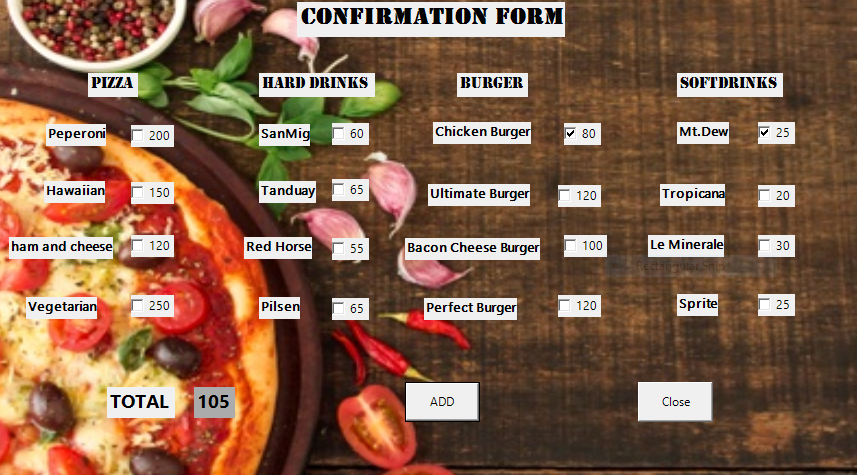 CONFIRMATION FORM
PIZZA HARD DRINKS BURGER SOFTDRINKS
Peperoni 200 SanMig 60 Chicken Burger 80 Mt.Dew 25
Hawaiian 150 Tanduay 65 Ultimate Burger 120 Tropicana 20
ham and cheese 120 Red Horse 55 Bacon Cheese Burger 100 Le Minerale 30
Vegetarian 250 Pilsen 65 Perfect Burger 120 Sprite 25
TOTAL 105 ADD Close